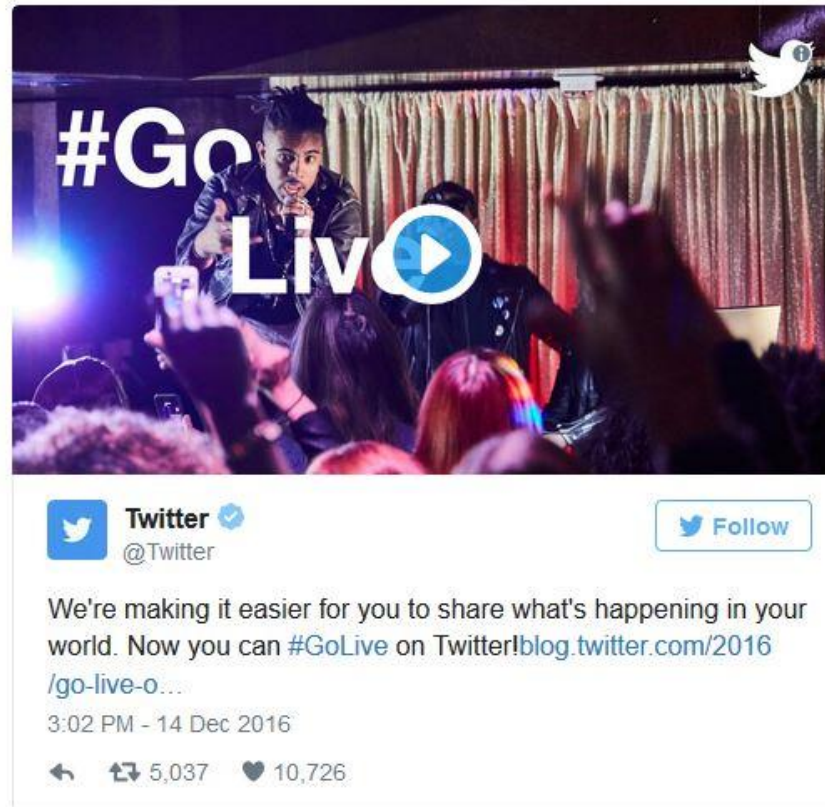 #Go
Live
Twitter
@Twitter
Follow
We're making it easier for you to share what's happening in your
world. Now you can #GoLive on Twitter!blog.twitter.com/2016
/go-live-o…
3:02 PM - 14 Dec 2016
5,037 10,726